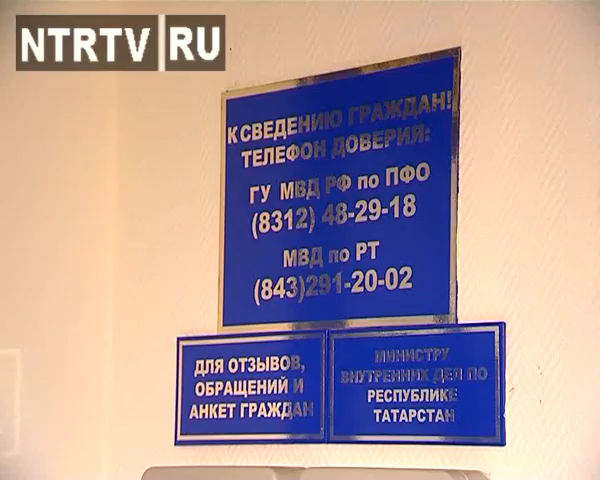 NTRTV RU
К СВЕДЕНИЮ ГРАЖДАН!
ТЕЛЕФОН ДОВЕРИЯ:
ГУ МВД РФ по ПФО
(8312) 48-29-18
МВД по РТ
(843)291-20-02
ДЛЯ ОТЗЫВОВ,
ОБРАЩЕНИЙ И
АНКЕТ ГРАЖДАН
МИНИСТРУ
ВНУТРЕННИХ ДЕЛ ПО
РЕСПУБЛИКЕ
ТАТАРСТАН